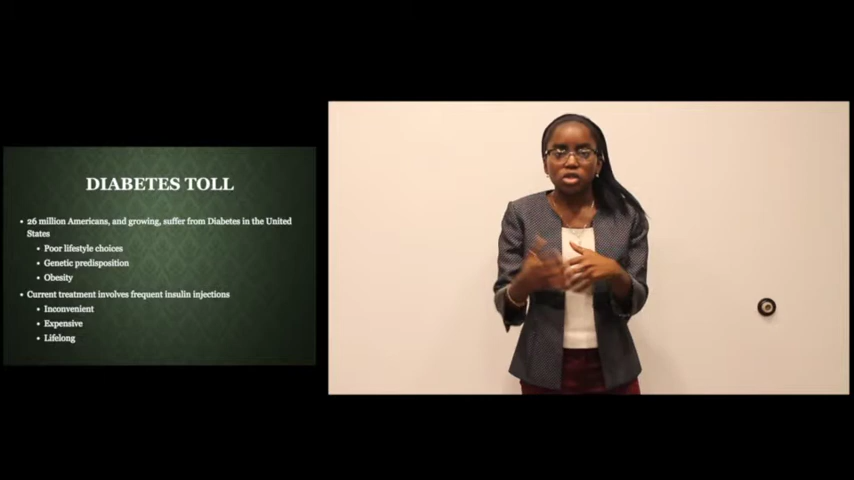 DIABETES TOLL
26 million Americans, and growing, suffer from Diabetes in the United
States
Poor lifestyle choices
Genetic predisposition
Obesity
Current treatment involves frequent insulin injections
Inconvenient
Expensive
Lifelong